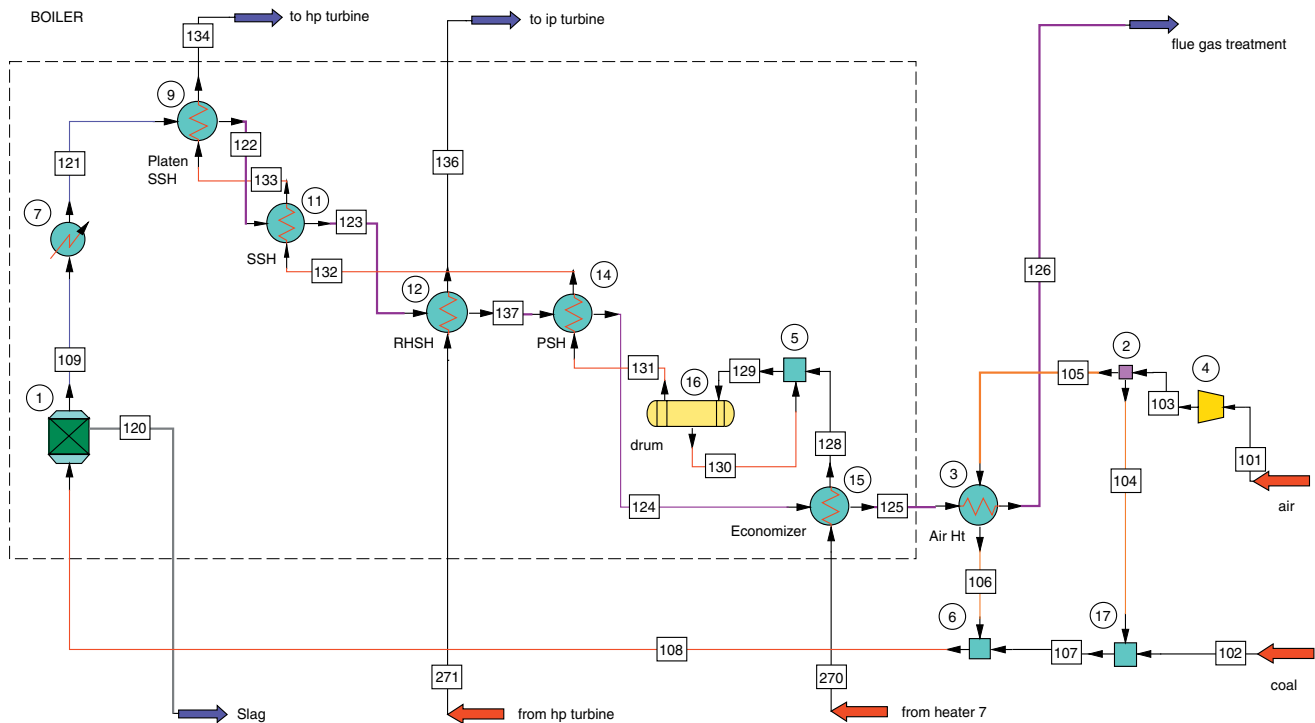 BOILER
to hp turbine
to ip turbine
flue gas treatment
134
9
122
121
Platen
SSH
133
136
7
11
123
SSH
132
14
126
12
137
RHSH
PSH
5
2
109
131
129
105
4
16
103
1
120
drum
128
101
130
15
3
104
air
124
125
Economizer
Air Ht
106
6
17
108
107
102
coal
271
270
Slag
from hp turbine
from heater 7